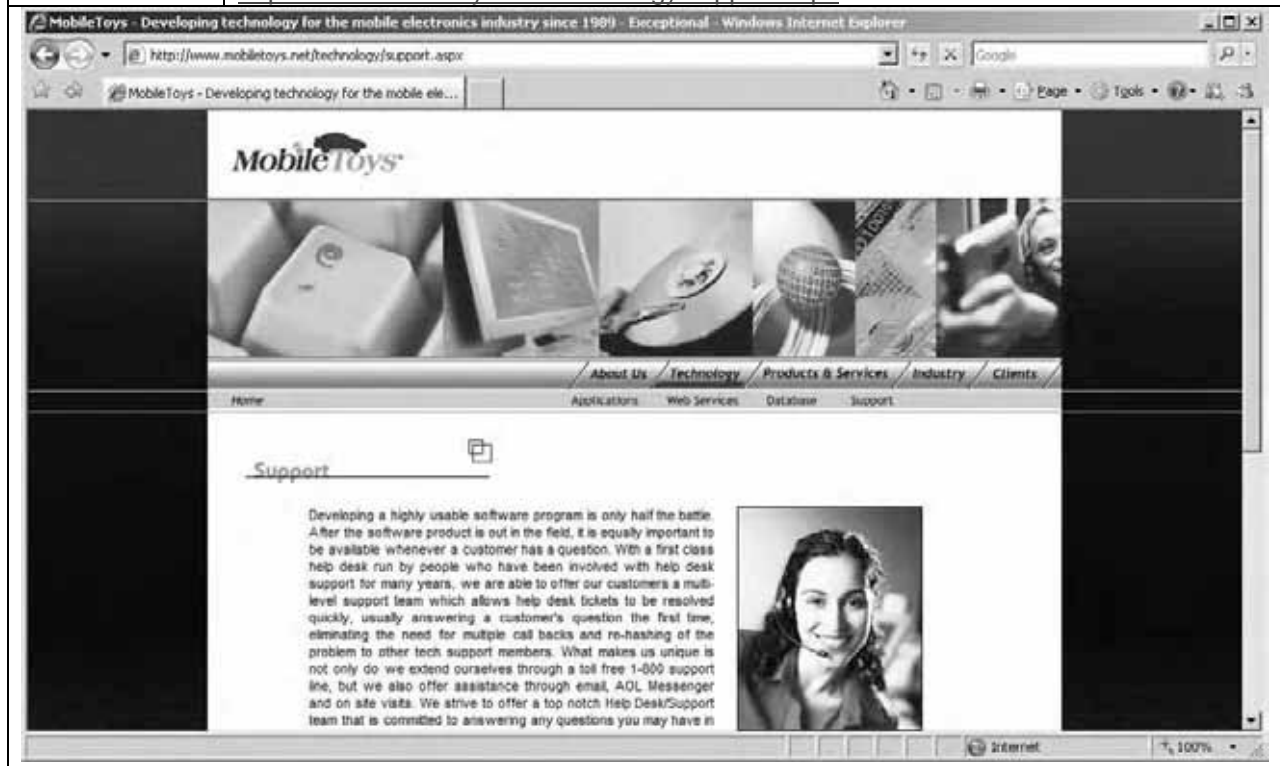 MobileToys - Developing technology for the mobile electronics industry since 1989 - Exceptional - Windows Internet Explorer
http://www.mobiletoys.net/technology/support.aspx
Google
MobileToys - Developing technology for the mobile ele...
Page
Tools
MobileToys
About Us
Technology
Products & Services
Industry
Clients
Home
Applications
Web Services
Database
Support
Support
Developing a highly usable software program is only half the battle.
After the software product is out in the field, it is equally important to
be available whenever a customer has a question. With a first class
help desk run by people who have been involved with help desk
support for many years, we are able to offer our customers a multi-
level support team which allows help desk tickets to be resolved
quickly, usually answering a customer's question the first time,
eliminating the need for multiple call backs and re-hashing of the
problem to other tech support members. What makes us unique is
not only do we extend ourselves through a toll free 1-800 support
line, but we also offer assistance through email, AOL Messenger
and on site visits. We strive to offer a top notch Help Desk/Support
team that is committed to answering any questions you may have in
Internet
100%